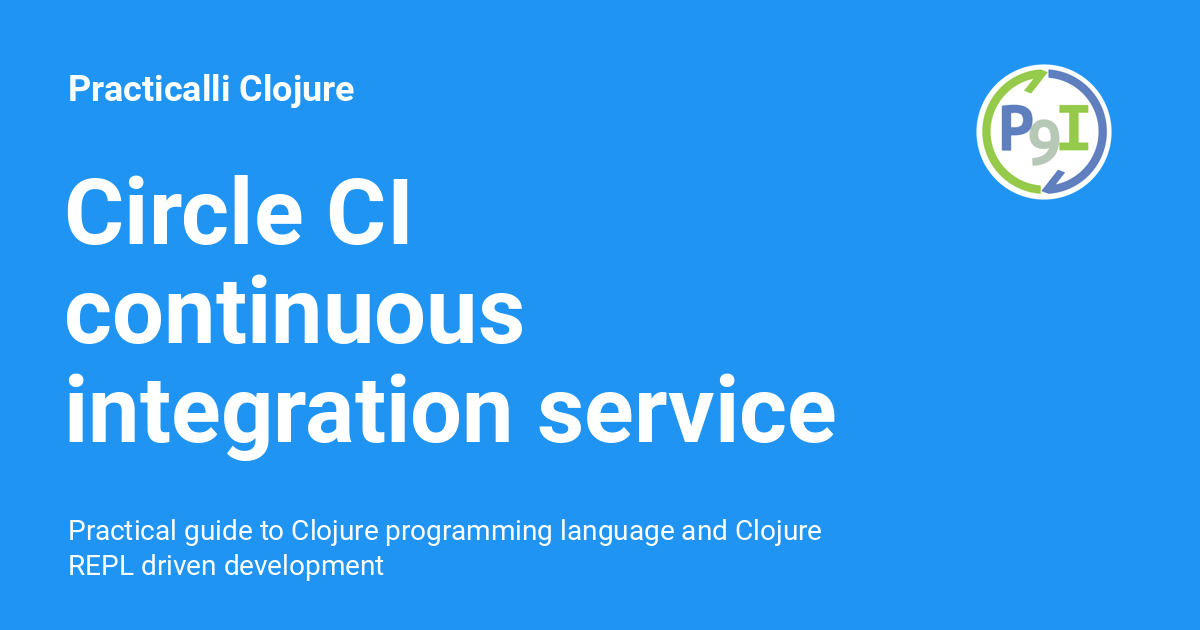 Practicalli Clojure
P9I
Circle CI
continuous
integration service
Practical guide to Clojure programming language and Clojure
REPL driven development